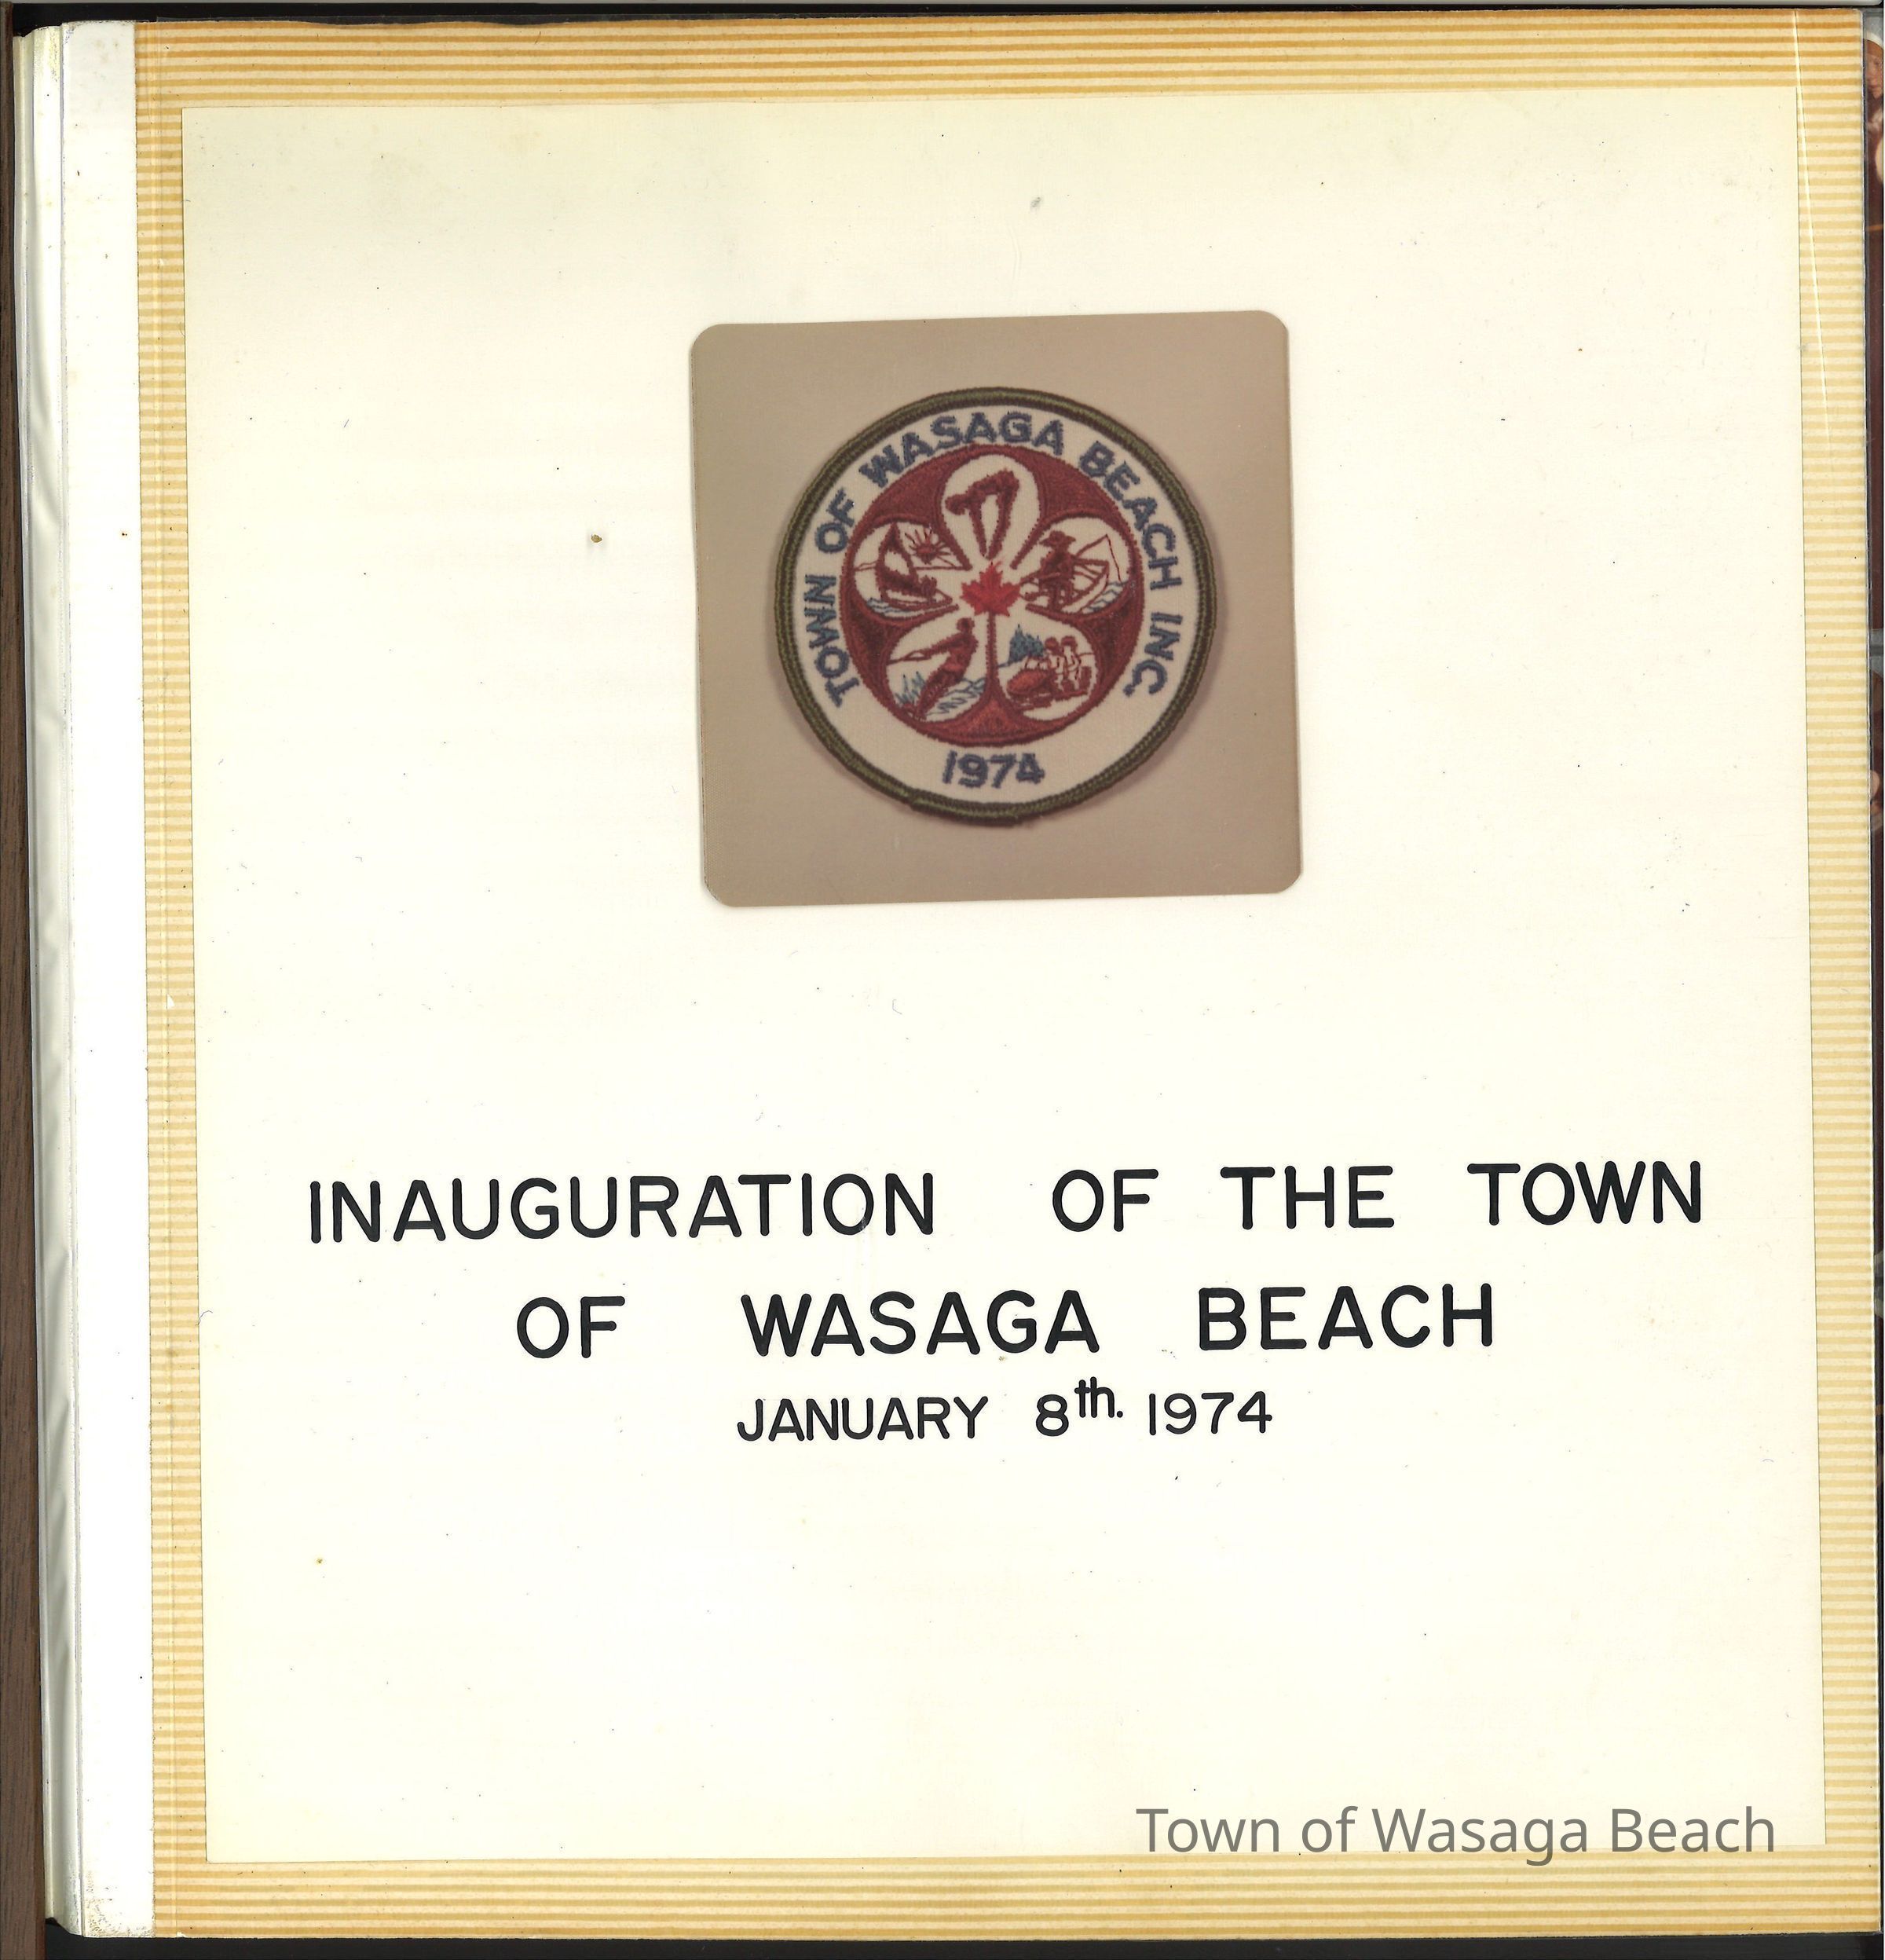 TOWN OF WASAGA BEACH INC.
1974
INAUGURATION OF THE TOWN
OF WASAGA BEACH
JANUARY 8th. 1974
Town of Wasaga Beach